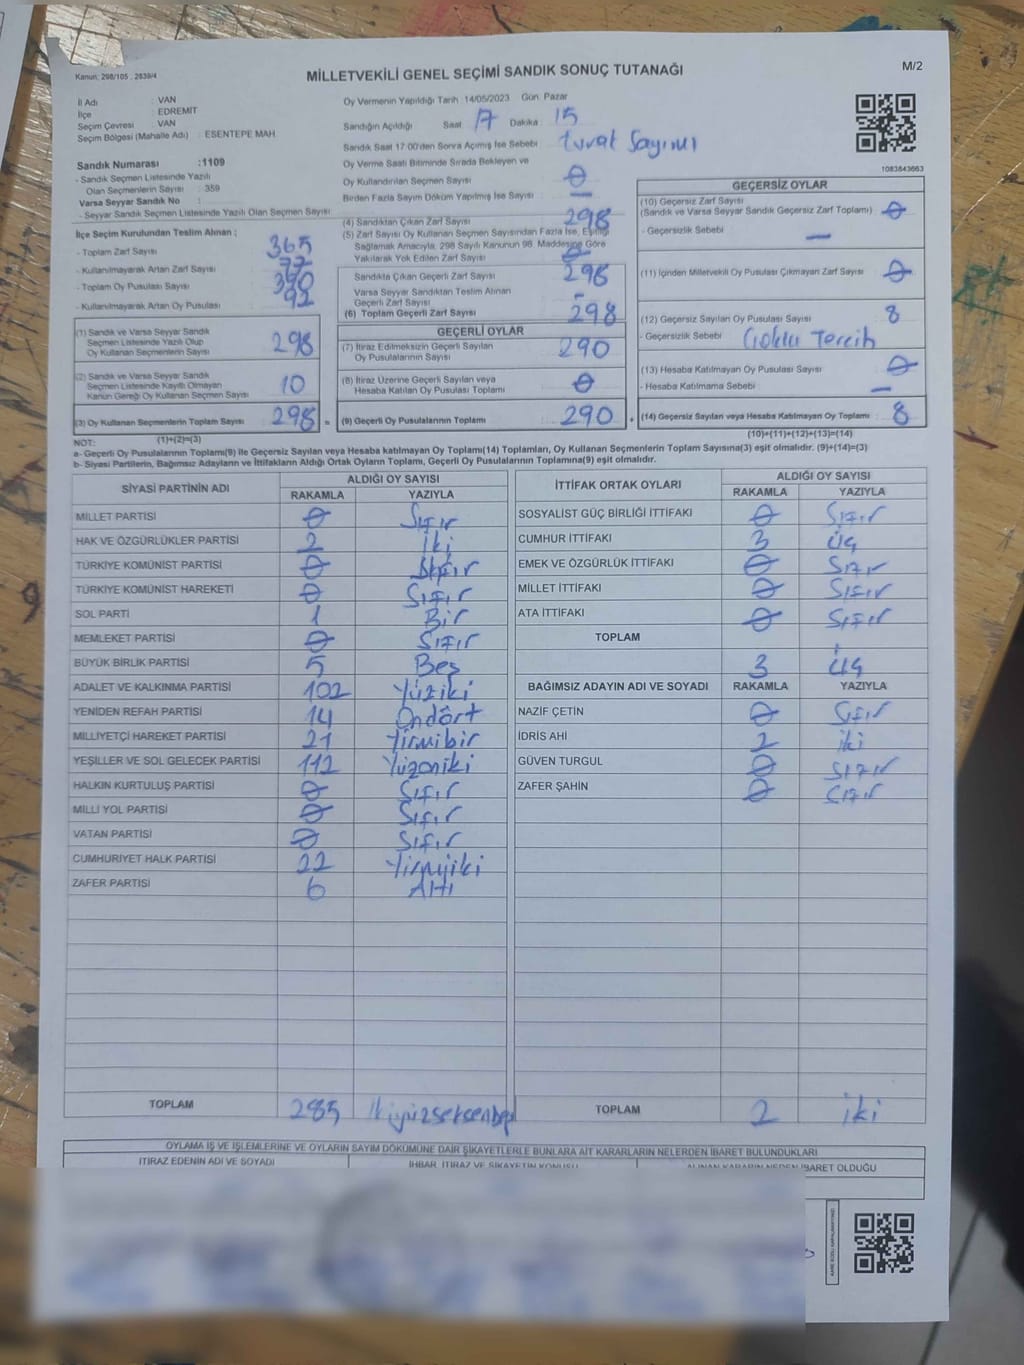 Kanun: 298/105 . 2839/4
MİLLETVEKİLİ GENEL SEÇİMİ SANDIK SONUÇ TUTANAĞI
M/2
İl Adı : VAN
İlçe : EDREMIT
Seçim Çevresi : VAN
Seçim Bölgesi (Mahalle Adı) : ESENTEPE MAH.
Sandık Numarası :1109
- Sandık Seçmen Listesinde Yazılı
Olan Seçmenlerin Sayısı : 359
Varsa Seyyar Sandık No :
- Seyyar Sandık Seçmen Listesinde Yazılı Olan Seçmen Sayısı :
Oy Vermenin Yapıldığı Tarih : 14/05/2023 Gün: Pazar
Sandığın Açıldığı Saat 17 Dakika : 15
Sandık Saat 17:00'den Sonra Açılmış İse Sebebi : Evrat Sayımı
Oy Verme Saati Bitiminde Sırada Bekleyen ve
Oy Kullandırılan Seçmen Sayısı : 0
Birden Fazla Sayım Döküm Yapılmış İse Sayısı : —
1083843663
İlçe Seçim Kurulundan Teslim Alınan ;
- Toplam Zarf Sayısı : 365
- Kullanılmayarak Artan Zarf Sayısı :
- Toplam Oy Pusulası Sayısı :
- Kullanılmayarak Artan Oy Pusulası : 92
(1) Sandık ve Varsa Seyyar Sandık
Seçmen Listesinde Yazılı Olup
Oy Kullanan Seçmenlerin Sayısı : 298
(2) Sandık ve Varsa Seyyar Sandık
Seçmen Listesinde Kayıtlı Olmayan
Kanun Gereği Oy Kullanan Seçmen Sayısı 10
(3) Oy Kullanan Seçmenlerin Toplam Sayısı 298 =
(4) Sandıktan Çıkan Zarf Sayısı : 298
(5) Zarf Sayısı Oy Kullanan Seçmen Sayısından Fazla İse, Eşitliği
Sağlamak Amacıyla, 298 Sayılı Kanunun 98. Maddesine Göre
Yakılarak Yok Edilen Zarf Sayısı : 0
Sandıkta Çıkan Geçerli Zarf Sayısı : 298
Varsa Seyyar Sandıktan Teslim Alınan
Geçerli Zarf Sayısı : -
(6) Toplam Geçerli Zarf Sayısı : 298
GEÇERLİ OYLAR
(7) İtiraz Edilmeksizin Geçerli Sayılan
Oy Pusulalarının Sayısı : 290
(8) İtiraz Üzerine Geçerli Sayılan veya
Hesaba Katılan Oy Pusulası Toplamı : 0
(9) Geçerli Oy Pusulalarının Toplamı : 290 +
GEÇERSİZ OYLAR
(10) Geçersiz Zarf Sayısı
(Sandık ve Varsa Seyyar Sandık Geçersiz Zarf Toplamı) : 0
- Geçersizlik Sebebi : —
(11) İçinden Milletvekili Oy Pusulası Çıkmayan Zarf Sayısı : 0
(12) Geçersiz Sayılan Oy Pusulası Sayısı : 8
- Geçersizlik Sebebi : Çoklu Tercih
(13) Hesaba Katılmayan Oy Sayısı : 0
- Hesaba Katılmama Sebebi : —
(14) Geçersiz Sayılan veya Hesaba Katılmayan Oy Toplamı : 8
NOT: (1)+(2)=(3) (10)+(11)+(12)+(13)=(14)
a- Geçerli Oy Pusulalarının Toplamı(9) ile Geçersiz Sayılan veya Hesaba katılmayan Oy Toplamı(14) Toplamları, Oy Kullanan Seçmenlerin Toplam Sayısına(3) eşit olmalıdır. (9)+(14)=(3)
b- Siyasi Partilerin, Bağımsız Adayların ve İttifakların Aldığı Ortak Oyların Toplamı, Geçerli Oy Pusulalarının Toplamına(9) eşit olmalıdır.
SİYASİ PARTİNİN ADI ALDIĞI OY SAYISI
RAKAMLA YAZIYLA
MİLLET PARTİSİ 0 Sıfır
HAK VE ÖZGÜRLÜKLER PARTİSİ 2 İki
TÜRKİYE KOMÜNİST PARTİSİ 0 Sıfır
TÜRKİYE KOMÜNİST HAREKETİ 0 Sıfır
SOL PARTİ 1 Bir
MEMLEKET PARTİSİ 0 Sıfır
BÜYÜK BİRLİK PARTİSİ 5 Beş
ADALET VE KALKINMA PARTİSİ 102 Yüziki
YENİDEN REFAH PARTİSİ 14 Ondört
MİLLİYETÇİ HAREKET PARTİSİ 21 Yirmibir
YEŞİLLER VE SOL GELECEK PARTİSİ 112 Yüzoniki
HALKIN KURTULUŞ PARTİSİ 0 Sıfır
MİLLİ YOL PARTİSİ 0 Sıfır
VATAN PARTİSİ 0 Sıfır
CUMHURİYET HALK PARTİSİ 22 Yirmiiki
ZAFER PARTİSİ 6 Altı
TOPLAM 285 İkiyüzseksenbeş
İTTİFAK ORTAK OYLARI ALDIĞI OY SAYISI
RAKAMLA YAZIYLA
SOSYALİST GÜÇ BİRLİĞİ İTTİFAKI 0 Sıfır
CUMHUR İTTİFAKI 3 Üç
EMEK VE ÖZGÜRLÜK İTTİFAKI 0 Sıfır
MİLLET İTTİFAKI 0 Sıfır
ATA İTTİFAKI 0 Sıfır
TOPLAM
3 Üç
BAĞIMSIZ ADAYIN ADI VE SOYADI RAKAMLA YAZIYLA
NAZİF ÇETİN 0 Sıfır
İDRİS AHİ 2 iki
GÜVEN TURGUL 0 Sıfır
ZAFER ŞAHİN 0 Sıfır
TOPLAM 2 iki
OYLAMA İŞ VE İŞLEMLERİNE VE OYLARIN SAYIM DÖKÜMÜNE DAİR ŞİKAYETLERLE BUNLARA AİT KARARLARIN NELERDEN İBARET BULUNDUKLARI
İTİRAZ EDENİN ADI VE SOYADI İHBAR, İTİRAZ VE ŞİKAYETİN KONUSU ALINAN KARARIN NEDEN İBARET OLDUĞU